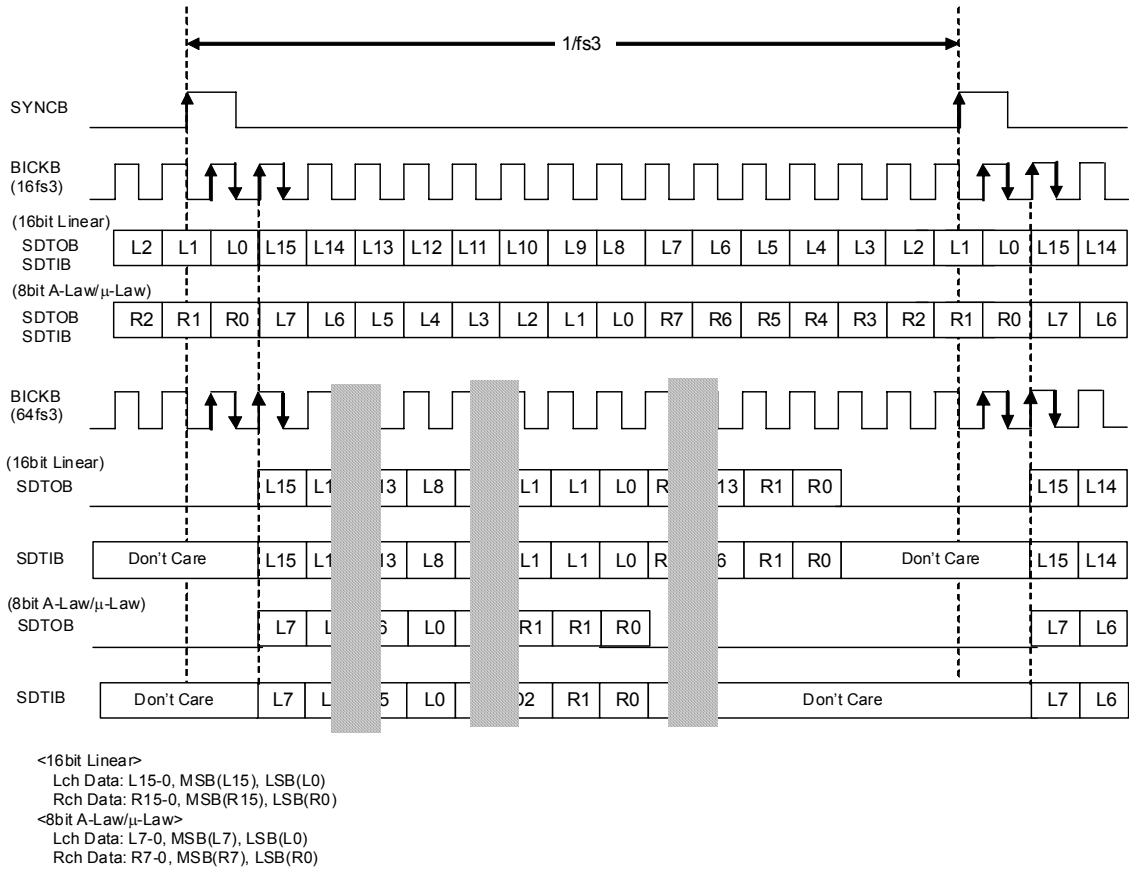 1/fs3
SYNCB
BICKB
(16fs3)
(16bit Linear)
SDTOB L2 L1 L0 L15 L14 L13 L12 L11 L10 L9 L8 L7 L6 L5 L4 L3 L2 L1 L0 L15 L14
SDTIB
(8bit A-Law/μ-Law)
SDTOB R2 R1 R0 L7 L6 L5 L4 L3 L2 L1 L0 R7 R6 R5 R4 R3 R2 R1 R0 L7 L6
SDTIB
BICKB
(64fs3)
(16bit Linear)
SDTOB L15 L8 L1 L1 L0 R1 R0 L15 L14
SDTIB Don't Care L15 L8 L1 L1 L0 R1 R0 Don't Care L15 L14
(8bit A-Law/μ-Law)
SDTOB L7 L0 R1 R1 R0 L7 L6
SDTIB Don't Care L7 L0 R1 R0 Don't Care L7 L6
<16bit Linear>
Lch Data: L15-0, MSB(L15), LSB(L0)
Rch Data: R15-0, MSB(R15), LSB(R0)
<8bit A-Law/μ-Law>
Lch Data: L7-0, MSB(L7), LSB(L0)
Rch Data: R7-0, MSB(R7), LSB(R0)